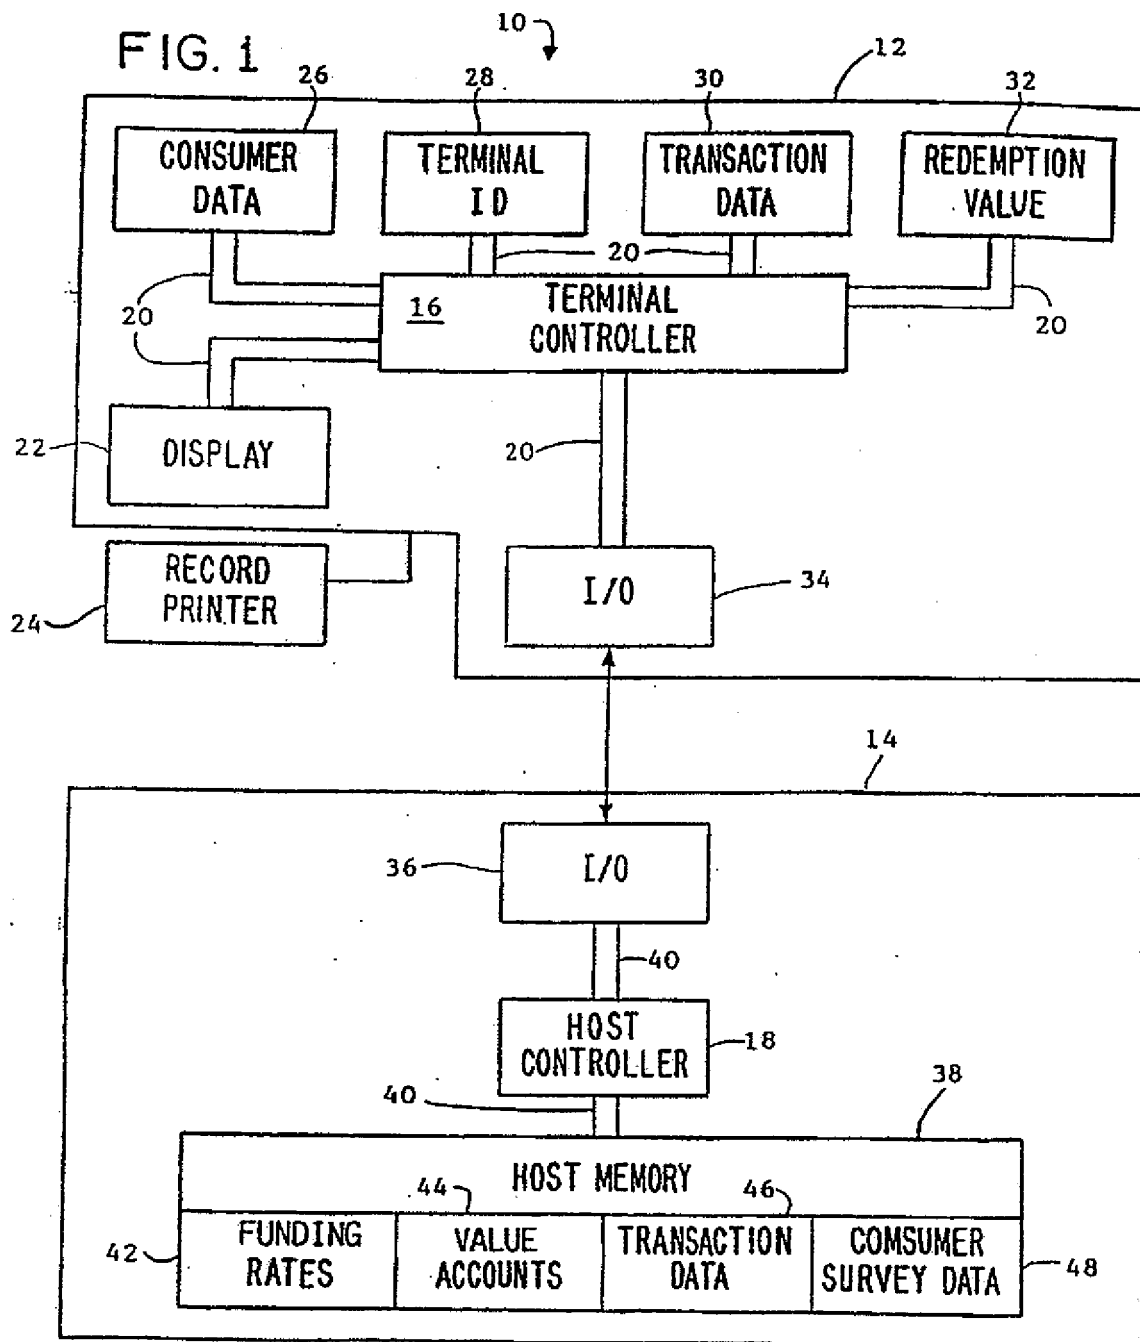 FIG. 1
10
12
26
28
30
32
CONSUMER
DATA
TERMINAL
ID
TRANSACTION
DATA
REDEMPTION
VALUE
20
20
20
16
TERMINAL
CONTROLLER
22
DISPLAY
20
24
RECORD
PRINTER
I/O
34
14
36
I/O
40
HOST
CONTROLLER
18
40
38
HOST MEMORY
44
46
42
FUNDING
RATES
VALUE
ACCOUNTS
TRANSACTION
DATA
COMSUMER
SURVEY DATA
48